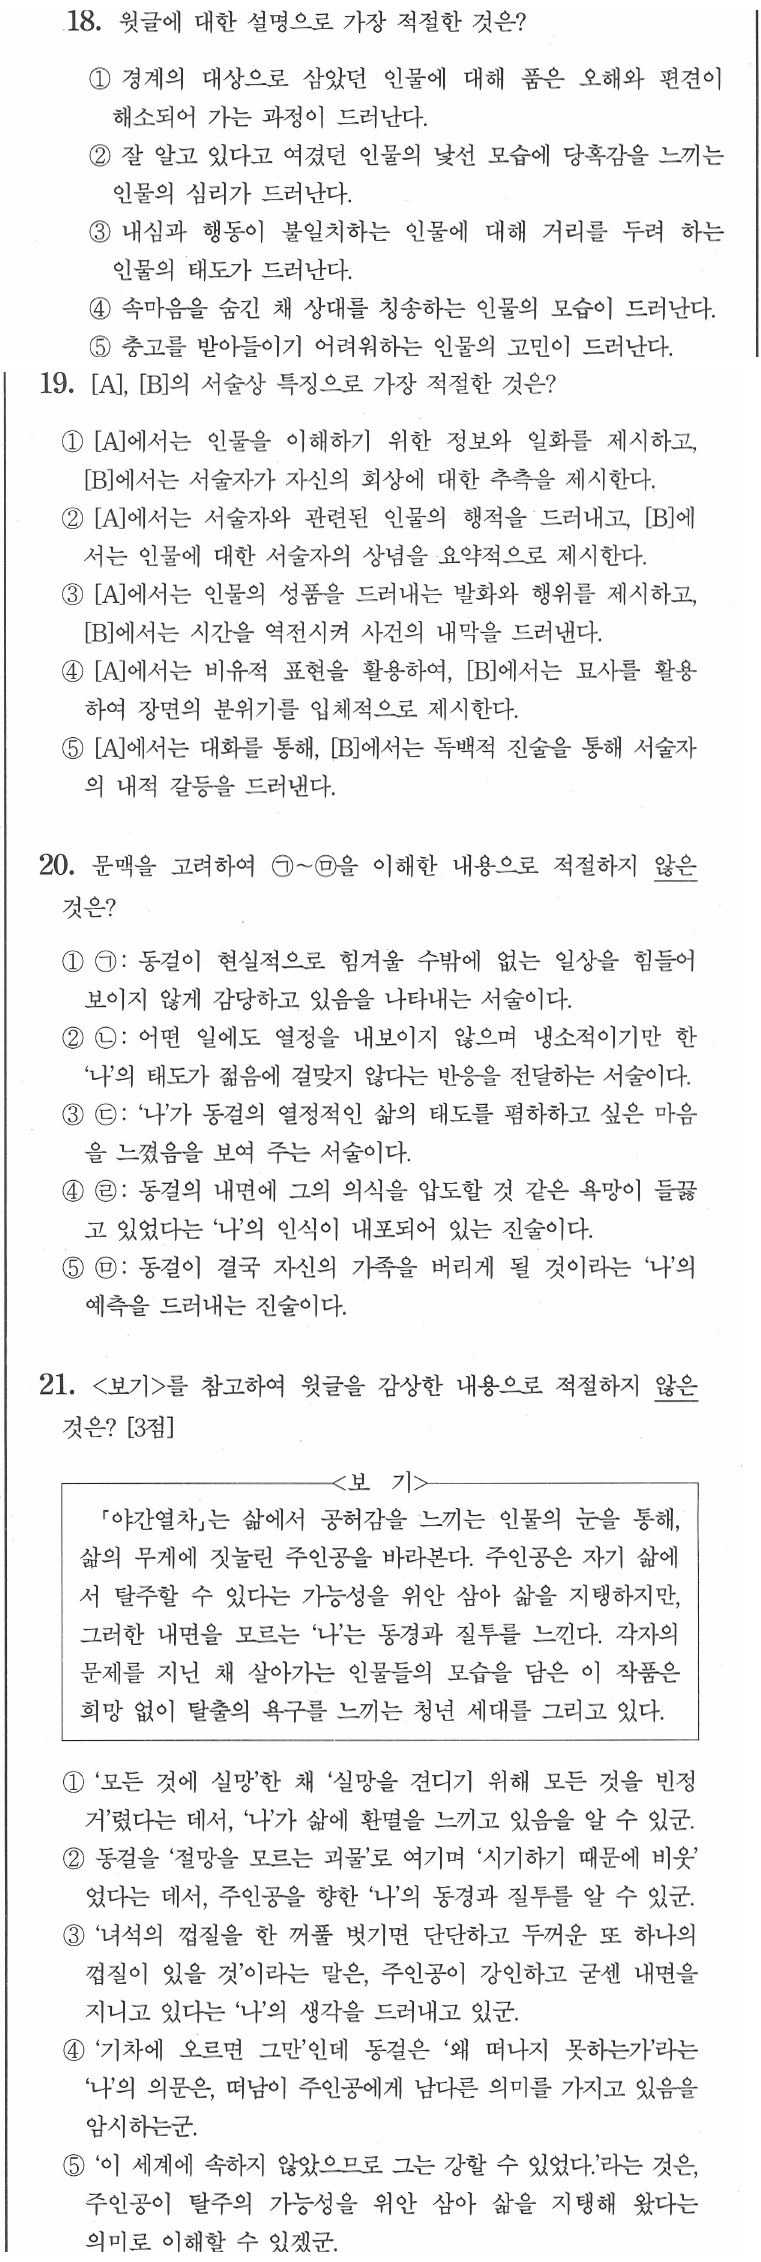 18. 윗글에 대한 설명으로 가장 적절한 것은?
① 경계의 대상으로 삼았던 인물에 대해 품은 오해와 편견이
해소되어 가는 과정이 드러난다.
② 잘 알고 있다고 여겼던 인물의 낯선 모습에 당혹감을 느끼는
인물의 심리가 드러난다.
③ 내심과 행동이 불일치하는 인물에 대해 거리를 두려 하는
인물의 태도가 드러난다.
④ 속마음을 숨긴 채 상대를 칭송하는 인물의 모습이 드러난다.
⑤ 충고를 받아들이기 어려워하는 인물의 고민이 드러난다.
19. [A], [B]의 서술상 특징으로 가장 적절한 것은?
① [A]에서는 인물을 이해하기 위한 정보와 일화를 제시하고,
[B]에서는 서술자가 자신의 회상에 대한 추측을 제시한다.
② [A]에서는 서술자와 관련된 인물의 행적을 드러내고, [B]에
서는 인물에 대한 서술자의 상념을 요약적으로 제시한다.
③ [A]에서는 인물의 성품을 드러내는 발화와 행위를 제시하고,
[B]에서는 시간을 역전시켜 사건의 내막을 드러낸다.
④ [A]에서는 비유적 표현을 활용하여, [B]에서는 묘사를 활용
하여 장면의 분위기를 입체적으로 제시한다.
⑤ [A]에서는 대화를 통해, [B]에서는 독백적 진술을 통해 서술자
의 내적 갈등을 드러낸다.
20. 문맥을 고려하여 ㉠~㉤을 이해한 내용으로 적절하지 않은
것은?
① ㉠: 동걸이 현실적으로 힘겨울 수밖에 없는 일상을 힘들어
보이지 않게 감당하고 있음을 나타내는 서술이다.
② ㉡: 어떤 일에도 열정을 내보이지 않으며 냉소적이기만 한
‘나’의 태도가 젊음에 걸맞지 않다는 반응을 전달하는 서술이다.
③ ㉢: ‘나’가 동걸의 열정적인 삶의 태도를 폄하하고 싶은 마음
을 느꼈음을 보여 주는 서술이다.
④ ㉣: 동걸의 내면에 그의 의식을 압도할 것 같은 욕망이 들끓
고 있었다는 ‘나’의 인식이 내포되어 있는 진술이다.
⑤ ㉤: 동걸이 결국 자신의 가족을 버리게 될 것이라는 ‘나’의
예측을 드러내는 진술이다.
21. <보기>를 참고하여 윗글을 감상한 내용으로 적절하지 않은
것은? [3점]
<보 기>
「야간열차」는 삶에서 공허감을 느끼는 인물의 눈을 통해,
삶의 무게에 짓눌린 주인공을 바라본다. 주인공은 자기 삶에
서 탈주할 수 있다는 가능성을 위안 삼아 삶을 지탱하지만,
그러한 내면을 모르는 ‘나’는 동경과 질투를 느낀다. 각자의
문제를 지닌 채 살아가는 인물들의 모습을 담은 이 작품은
희망 없이 탈출의 욕구를 느끼는 청년 세대를 그리고 있다.
① ‘모든 것에 실망’한 채 ‘실망을 견디기 위해 모든 것을 빈정
거’렸다는 데서, ‘나’가 삶에 환멸을 느끼고 있음을 알 수 있군.
② 동걸을 ‘절망을 모르는 괴물’로 여기며 ‘시기하기 때문에 비웃’
었다는 데서, 주인공을 향한 ‘나’의 동경과 질투를 알 수 있군.
③ ‘녀석의 껍질을 한 꺼풀 벗기면 단단하고 두꺼운 또 하나의
껍질이 있을 것’이라는 말은, 주인공이 강인하고 굳센 내면을
지니고 있다는 ‘나’의 생각을 드러내고 있군.
④ ‘기차에 오르면 그만’인데 동걸은 ‘왜 떠나지 못하는가’라는
‘나’의 의문은, 떠남이 주인공에게 남다른 의미를 가지고 있음을
암시하는군.
⑤ ‘이 세계에 속하지 않았으므로 그는 강할 수 있었다.’라는 것은,
주인공이 탈주의 가능성을 위안 삼아 삶을 지탱해 왔다는
의미로 이해할 수 있겠군.